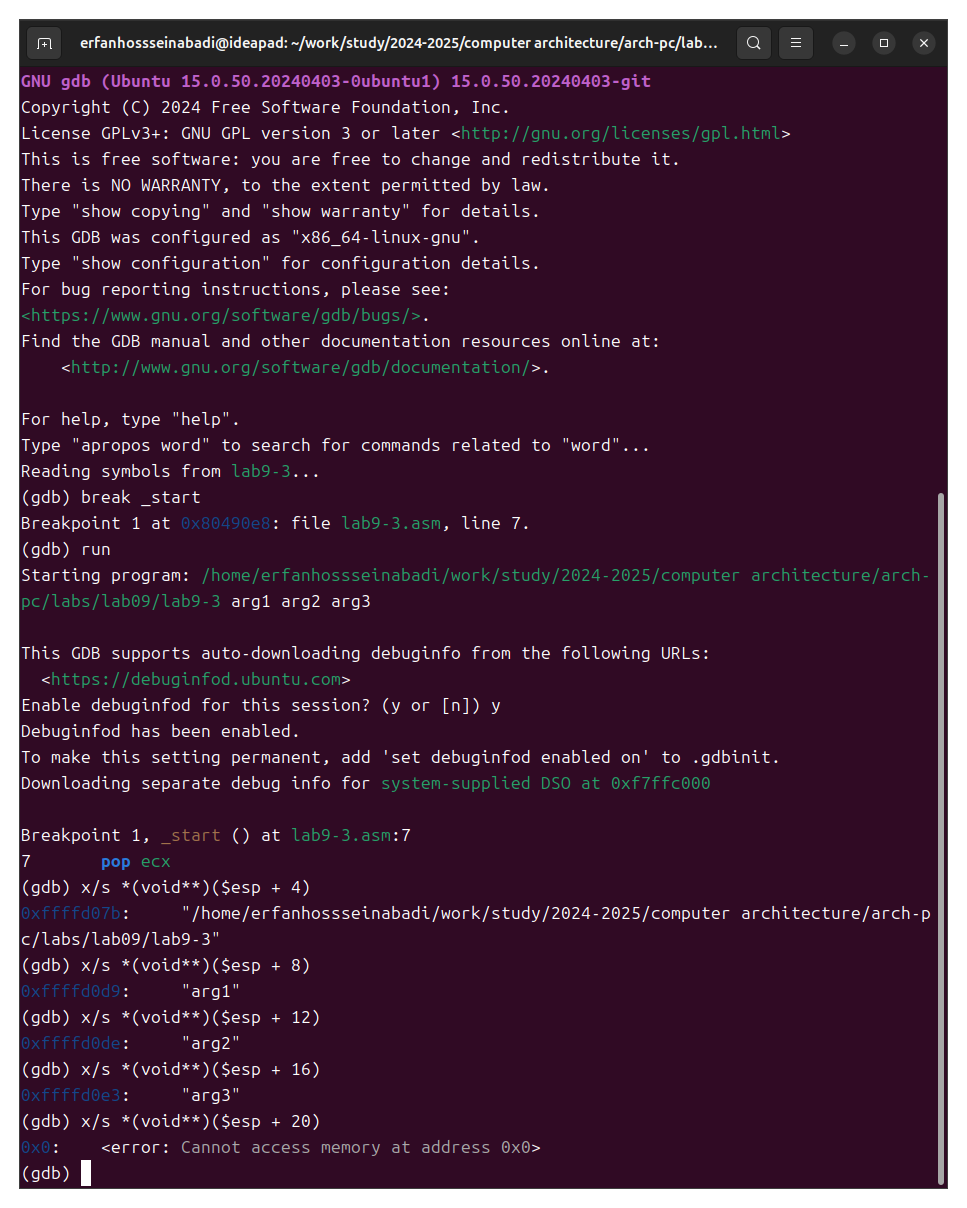 erfanhossseinabadi@ideapad: ~/work/study/2024-2025/computer architecture/arch-pc/lab…
GNU gdb (Ubuntu 15.0.50.20240403-0ubuntu1) 15.0.50.20240403-git
Copyright (C) 2024 Free Software Foundation, Inc.
License GPLv3+: GNU GPL version 3 or later <http://gnu.org/licenses/gpl.html>
This is free software: you are free to change and redistribute it.
There is NO WARRANTY, to the extent permitted by law.
Type "show copying" and "show warranty" for details.
This GDB was configured as "x86_64-linux-gnu".
Type "show configuration" for configuration details.
For bug reporting instructions, please see:
<https://www.gnu.org/software/gdb/bugs/>.
Find the GDB manual and other documentation resources online at:
    <http://www.gnu.org/software/gdb/documentation/>.
For help, type "help".
Type "apropos word" to search for commands related to "word"...
Reading symbols from lab9-3...
(gdb) break _start
Breakpoint 1 at 0x80490e8: file lab9-3.asm, line 7.
(gdb) run
Starting program: /home/erfanhossseinabadi/work/study/2024-2025/computer architecture/arch-
pc/labs/lab09/lab9-3 arg1 arg2 arg3
This GDB supports auto-downloading debuginfo from the following URLs:
  <https://debuginfod.ubuntu.com>
Enable debuginfod for this session? (y or [n]) y
Debuginfod has been enabled.
To make this setting permanent, add 'set debuginfod enabled on' to .gdbinit.
Downloading separate debug info for system-supplied DSO at 0xf7ffc000
Breakpoint 1, _start () at lab9-3.asm:7
7       pop ecx
(gdb) x/s *(void**)($esp + 4)
0xffffd07b:     "/home/erfanhossseinabadi/work/study/2024-2025/computer architecture/arch-p
c/labs/lab09/lab9-3"
(gdb) x/s *(void**)($esp + 8)
0xffffd0d9:     "arg1"
(gdb) x/s *(void**)($esp + 12)
0xffffd0de:     "arg2"
(gdb) x/s *(void**)($esp + 16)
0xffffd0e3:     "arg3"
(gdb) x/s *(void**)($esp + 20)
0x0:    <error: Cannot access memory at address 0x0>
(gdb)